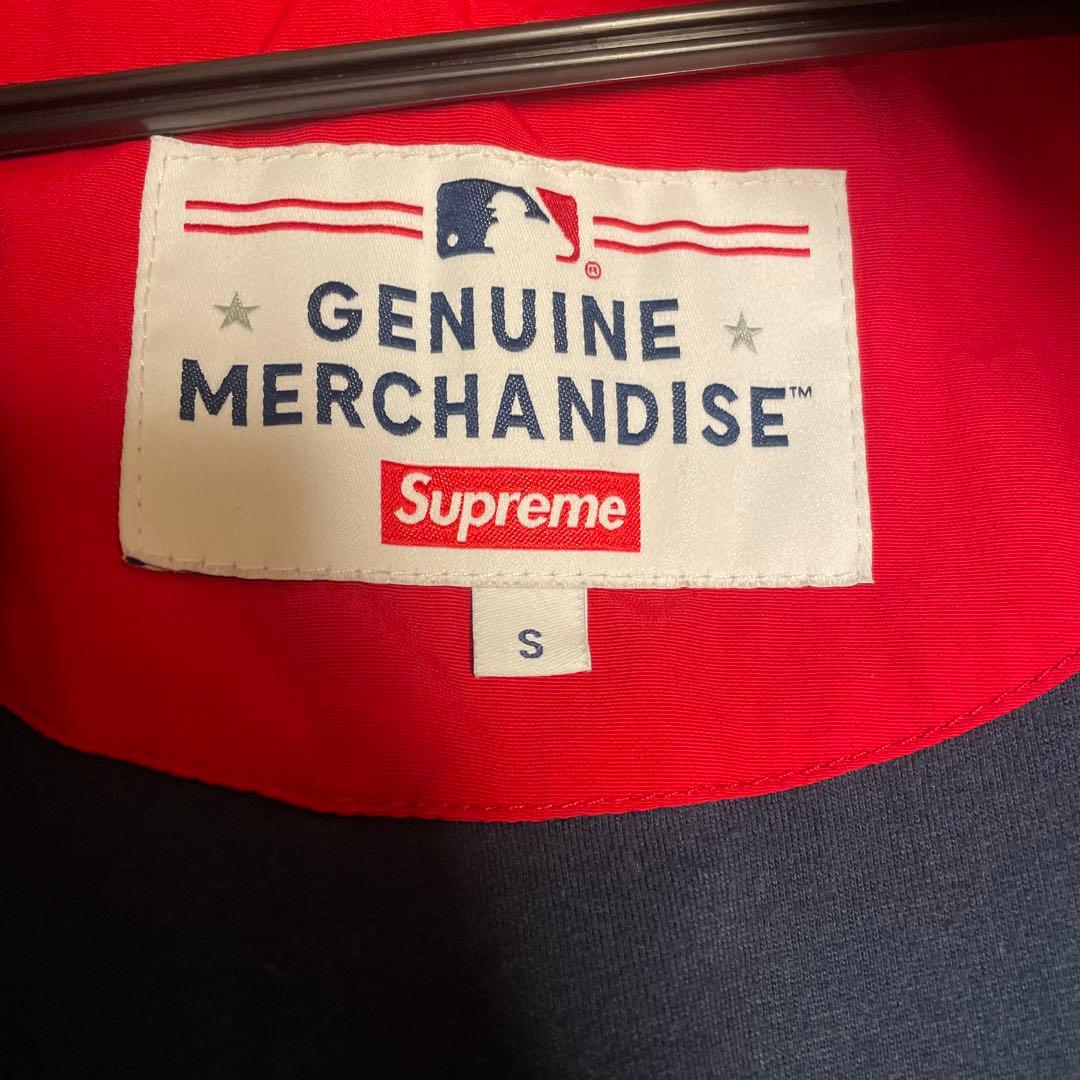 ®
GENUINE
MERCHANDISE™
Supreme
S